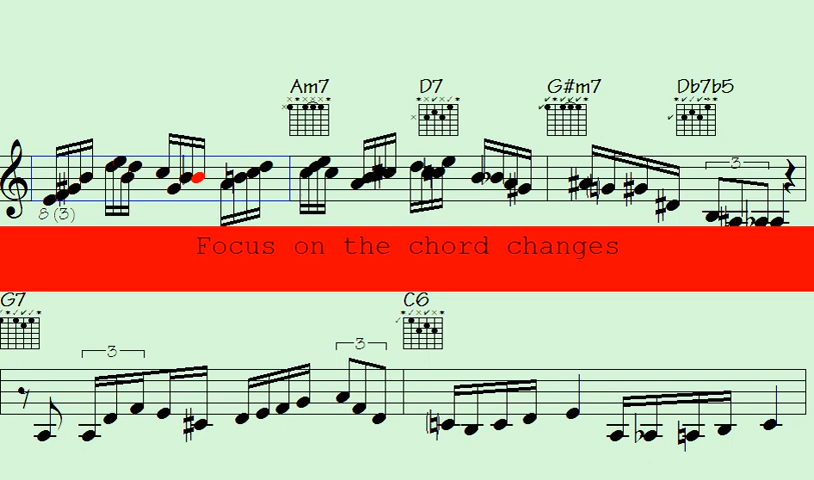 Am7 D7 G#m7 Db7b5
3
8 (3)
Focus on the chord changes
G7 C6
3 3